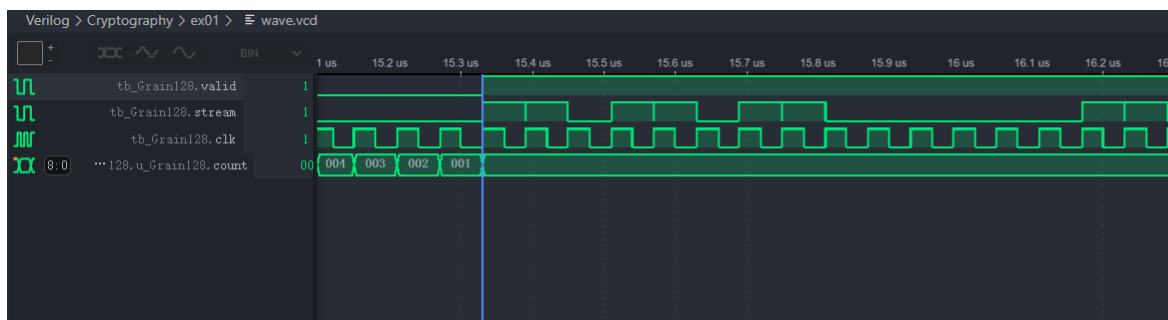 Verilog > Cryptography > ex01 > wave.vcd
+
-
BIN
1 us 15.2 us 15.3 us 15.4 us 15.5 us 15.6 us 15.7 us 15.8 us 15.9 us 16 us 16.1 us 16.2 us 16
tb_Grain128.valid 1
tb_Grain128.stream 1
tb_Grain128.clk 1
8:0 ···128.u_Grain128.count 00 004 003 002 001